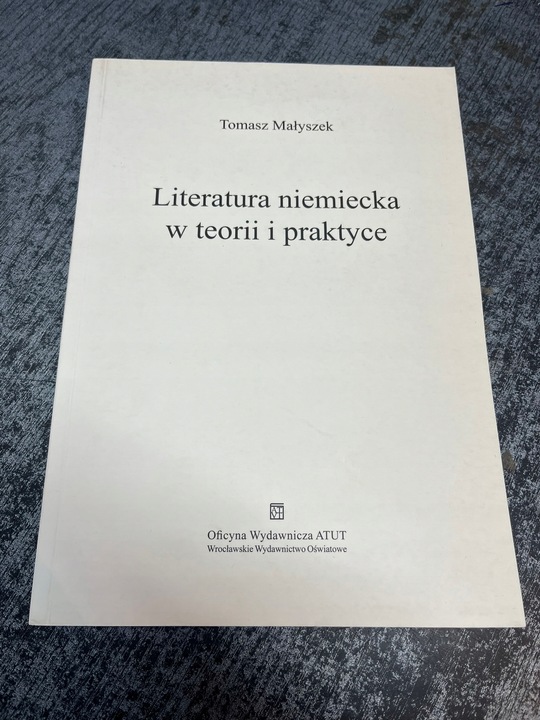 Tomasz Małyszek
Literatura niemiecka
w teorii i praktyce
Oficyna Wydawnicza ATUT
Wrocławskie Wydawnictwo Oświatowe